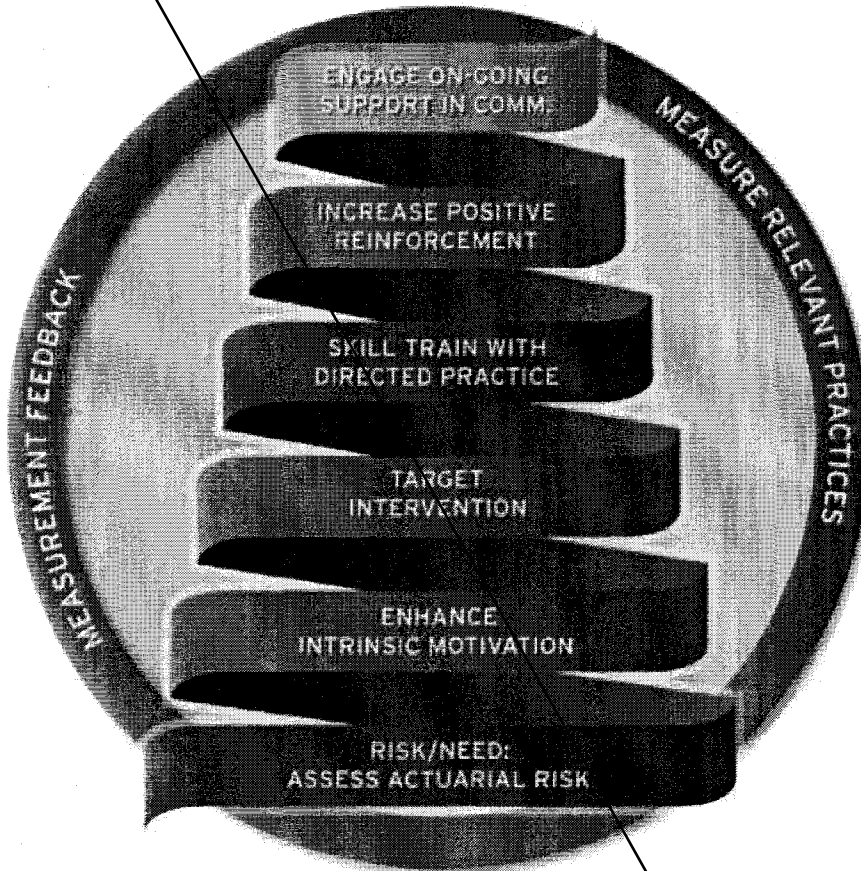 ENGAGE ON-GOING
SUPPORT IN COMM.
MEASURE RELEVANT PRACTICES
INCREASE POSITIVE
REINFORCEMENT
MEASUREMENT FEEDBACK
SKILL TRAIN WITH
DIRECTED PRACTICE
TARGET
INTERVENTION
ENHANCE
INTRINSIC MOTIVATION
RISK/NEED:
ASSESS ACTUARIAL RISK